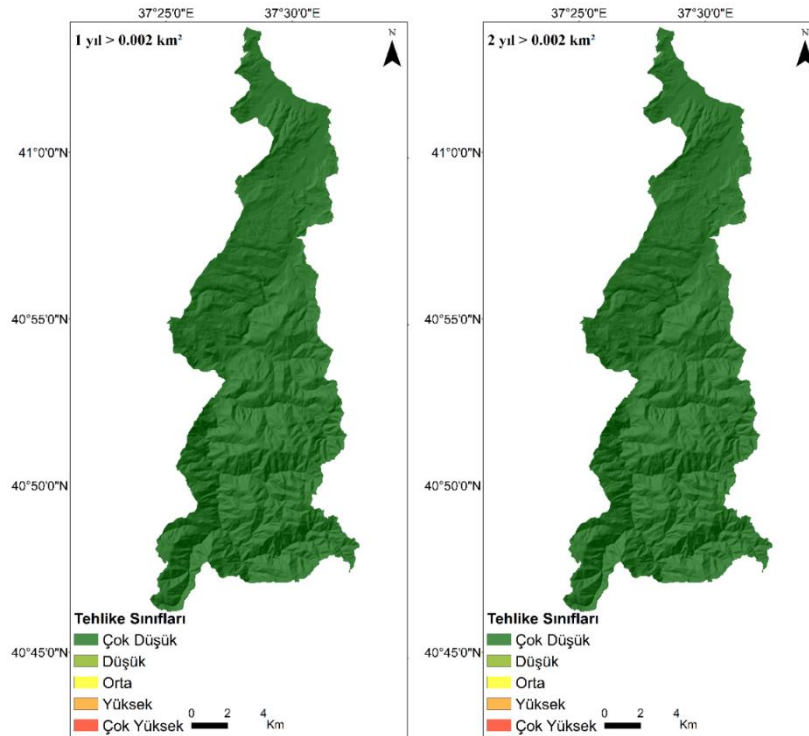 37°25'0"E 37°30'0"E
1 yıl > 0.002 km²
N
41°0'0"N
40°55'0"N
40°50'0"N
40°45'0"N
Tehlike Sınıfları
Çok Düşük
Düşük
Orta
Yüksek
Çok Yüksek
0 2 4
Km
37°25'0"E 37°30'0"E
2 yıl > 0.002 km²
N
41°0'0"N
40°55'0"N
40°50'0"N
40°45'0"N
Tehlike Sınıfları
Çok Düşük
Düşük
Orta
Yüksek
Çok Yüksek
0 2 4
Km